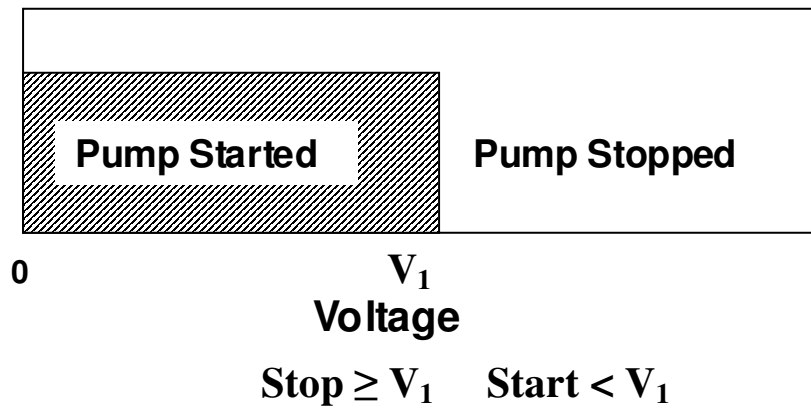 Pump Started Pump Stopped
0 V₁
Voltage
Stop ≥ V₁ Start < V₁